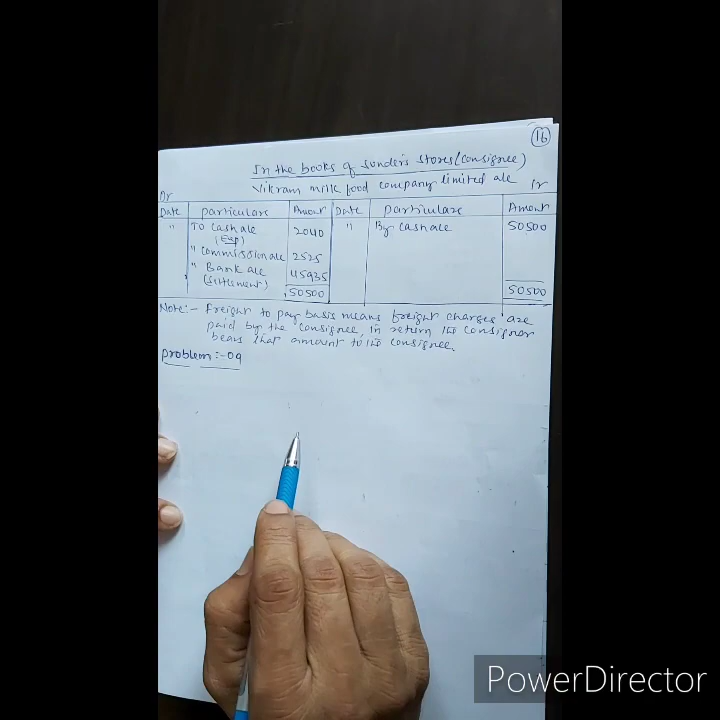 16
In the books of Sunders stores (consignee)
Vikram milk food company limited a/c
Dr Cr
Date Particulars Amount Date Particulars Amount
" To Cash a/c 2040 " By Cash a/c 50500
(Exp)
" Commission a/c 2525
" Bank a/c 45935
(settlement)
50500 50500
Note:- Freight to pay basis means freight charges are
paid by the consignee, in return the consignor
bears that amount to the consignee.
Problem:-09
PowerDirector